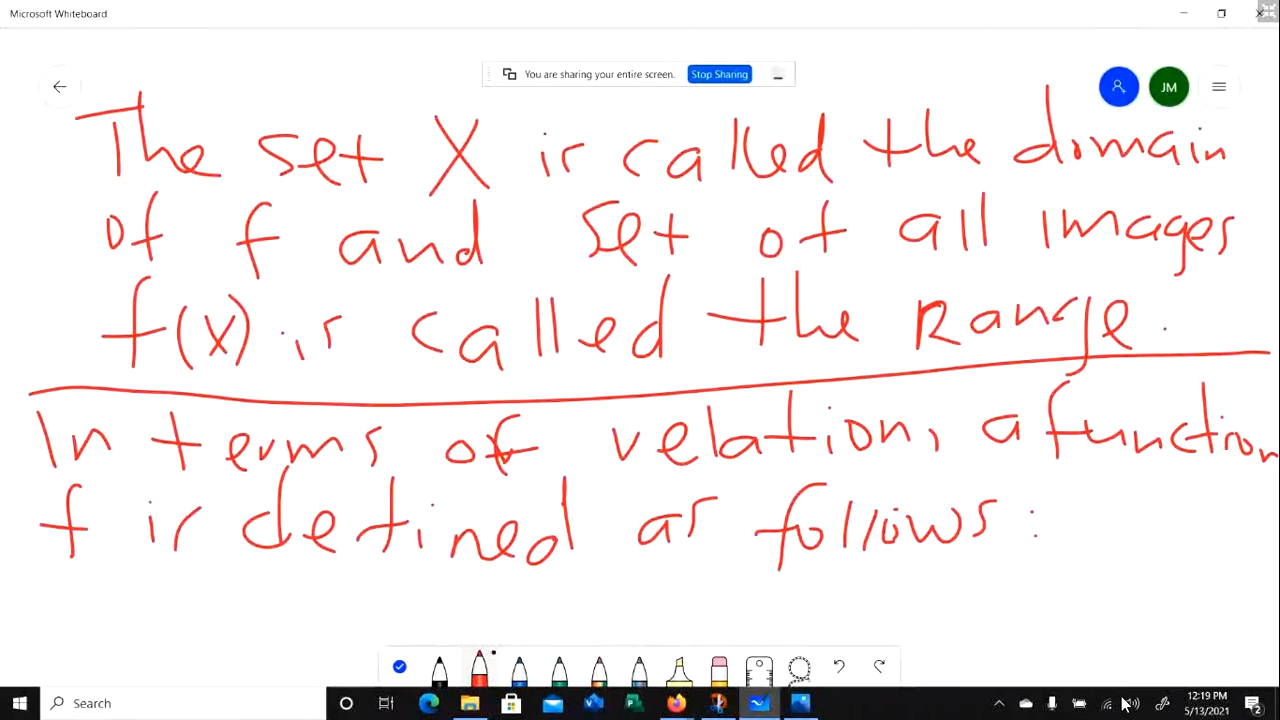 Microsoft Whiteboard
You are sharing your entire screen. Stop Sharing
JM
The set X is called the domain
of f and set of all images
f(x) is called the Range.
In terms of relation, a function
f is defined as follows:
Search
12:19 PM
5/13/2021
2